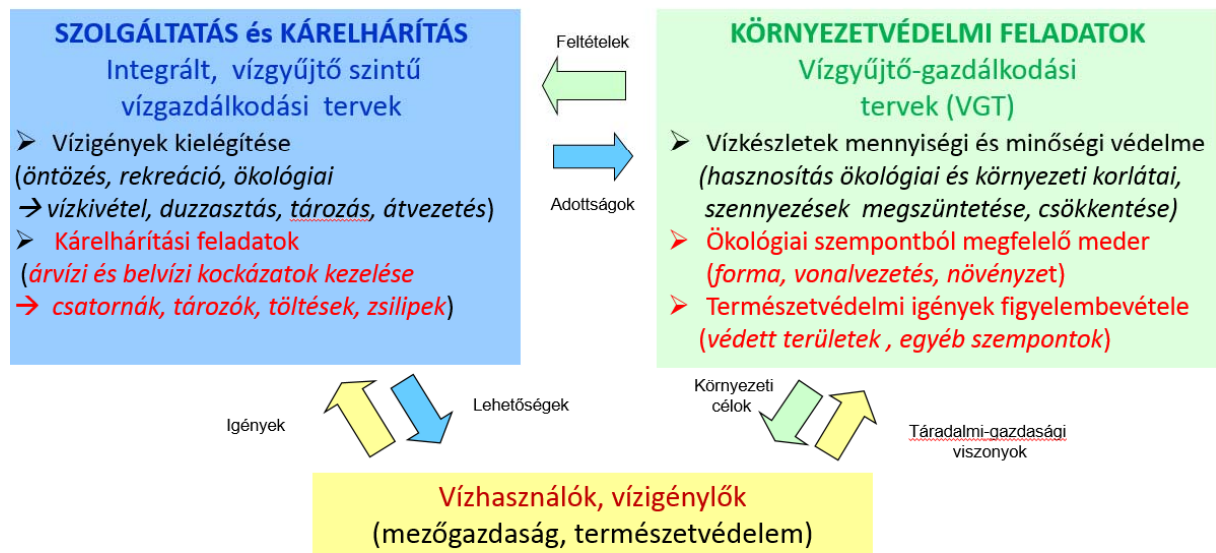 SZOLGÁLTATÁS és KÁRELHÁRÍTÁS
Integrált, vízgyűjtő szintű
vízgazdálkodási tervek
➢ Vízigények kielégítése
(öntözés, rekreáció, ökológiai
→ vízkivétel, duzzasztás, tározás, átvezetés)
➢ Kárelhárítási feladatok
(árvízi és belvízi kockázatok kezelése
→ csatornák, tározók, töltések, zsilipek)
Feltételek
Adottságok
KÖRNYEZETVÉDELMI FELADATOK
Vízgyűjtő-gazdálkodási
tervek (VGT)
➢ Vízkészletek mennyiségi és minőségi védelme
(hasznosítás ökológiai és környezeti korlátai,
szennyezések megszüntetése, csökkentése)
➢ Ökológiai szempontból megfelelő meder
(forma, vonalvezetés, növényzet)
➢ Természetvédelmi igények figyelembevétele
(védett területek , egyéb szempontok)
Igények
Lehetőségek
Környezeti
célok
Táradalmi-gazdasági
viszonyok
Vízhasználók, vízigénylők
(mezőgazdaság, természetvédelem)